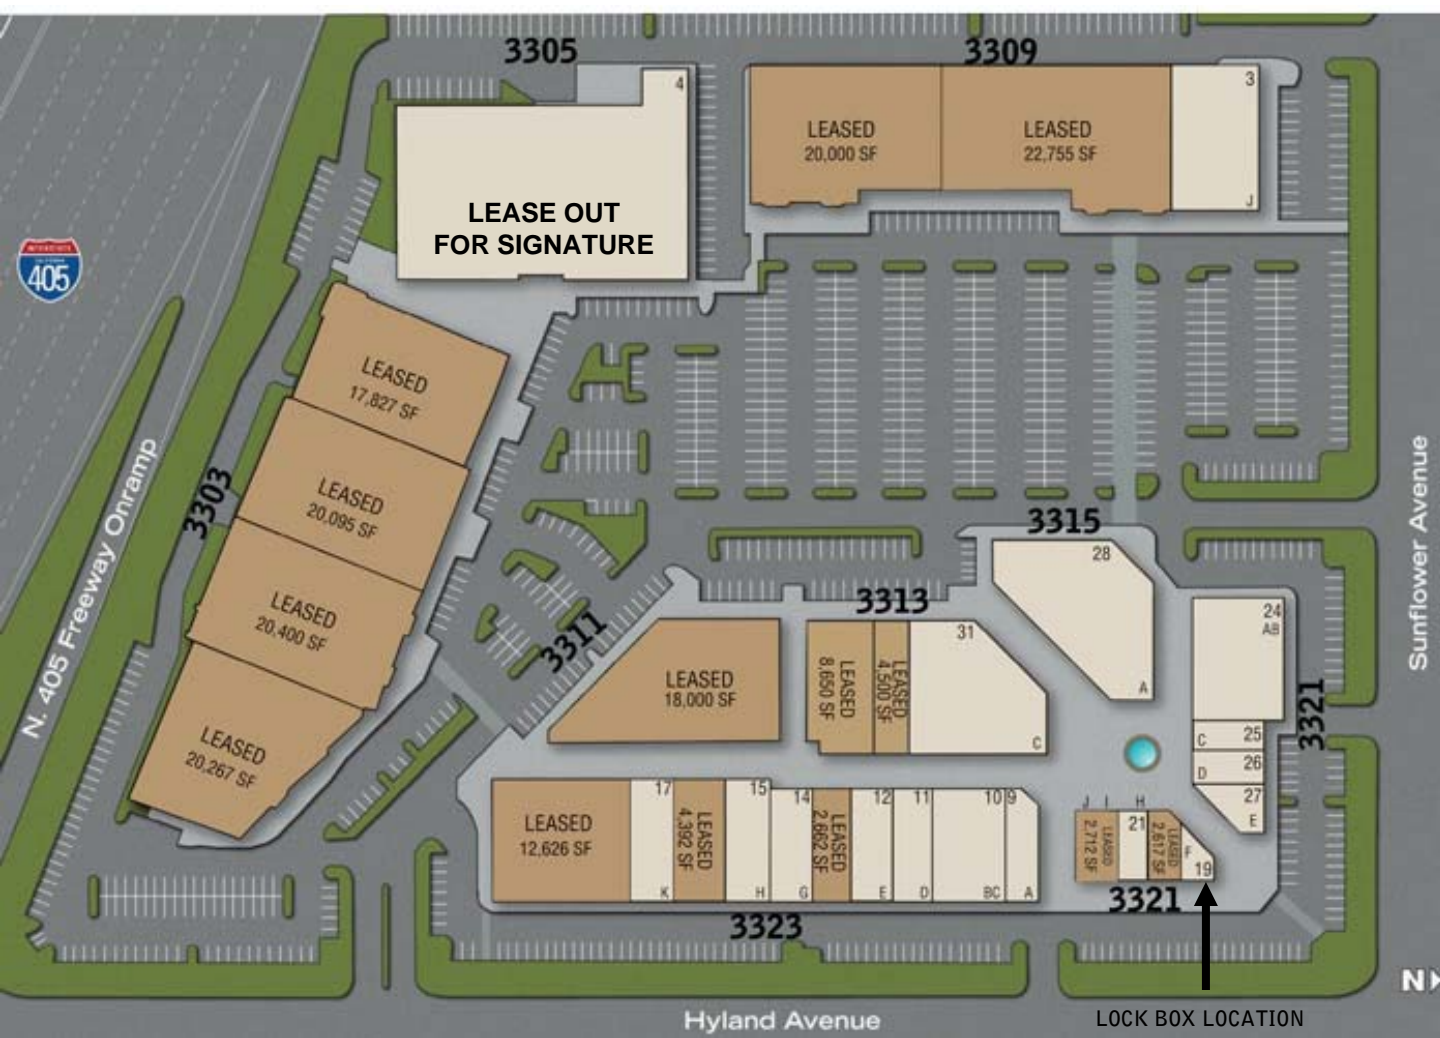 3305
3309
4
3
LEASED
20,000 SF
LEASED
22,755 SF
J
LEASE OUT
FOR SIGNATURE
INTERSTATE
CALIFORNIA
405
LEASED
17,827 SF
LEASED
20,095 SF
LEASED
20,400 SF
LEASED
20,267 SF
3303
N. 405 Freeway Onramp
Sunflower Avenue
3315
28
A
3311
3313
LEASED
18,000 SF
LEASED
8,650 SF
LEASED
4,500 SF
31
C
24
AB
3321
C
25
D
26
27
E
LEASED
12,626 SF
17
K
LEASED
4,392 SF
15
H
14
G
LEASED
2,662 SF
12
E
11
D
10
BC
9
A
J
I
H
LEASED
2,712 SF
21
LEASED
2,617 SF
F
19
3321
3323
N
Hyland Avenue
LOCK BOX LOCATION